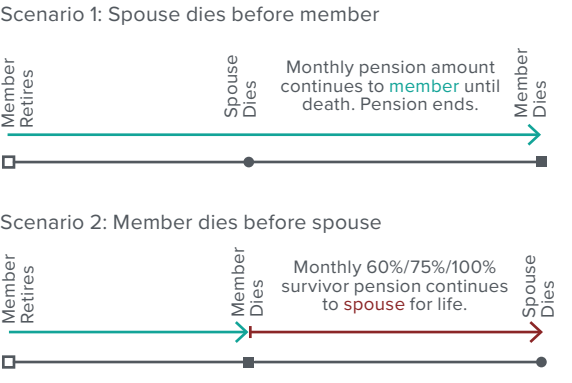 Scenario 1: Spouse dies before member
Member
Retires
Spouse
Dies
Monthly pension amount
continues to member until
death. Pension ends.
Member
Dies
Scenario 2: Member dies before spouse
Member
Retires
Member
Dies
Monthly 60%/75%/100%
survivor pension continues
to spouse for life.
Spouse
Dies